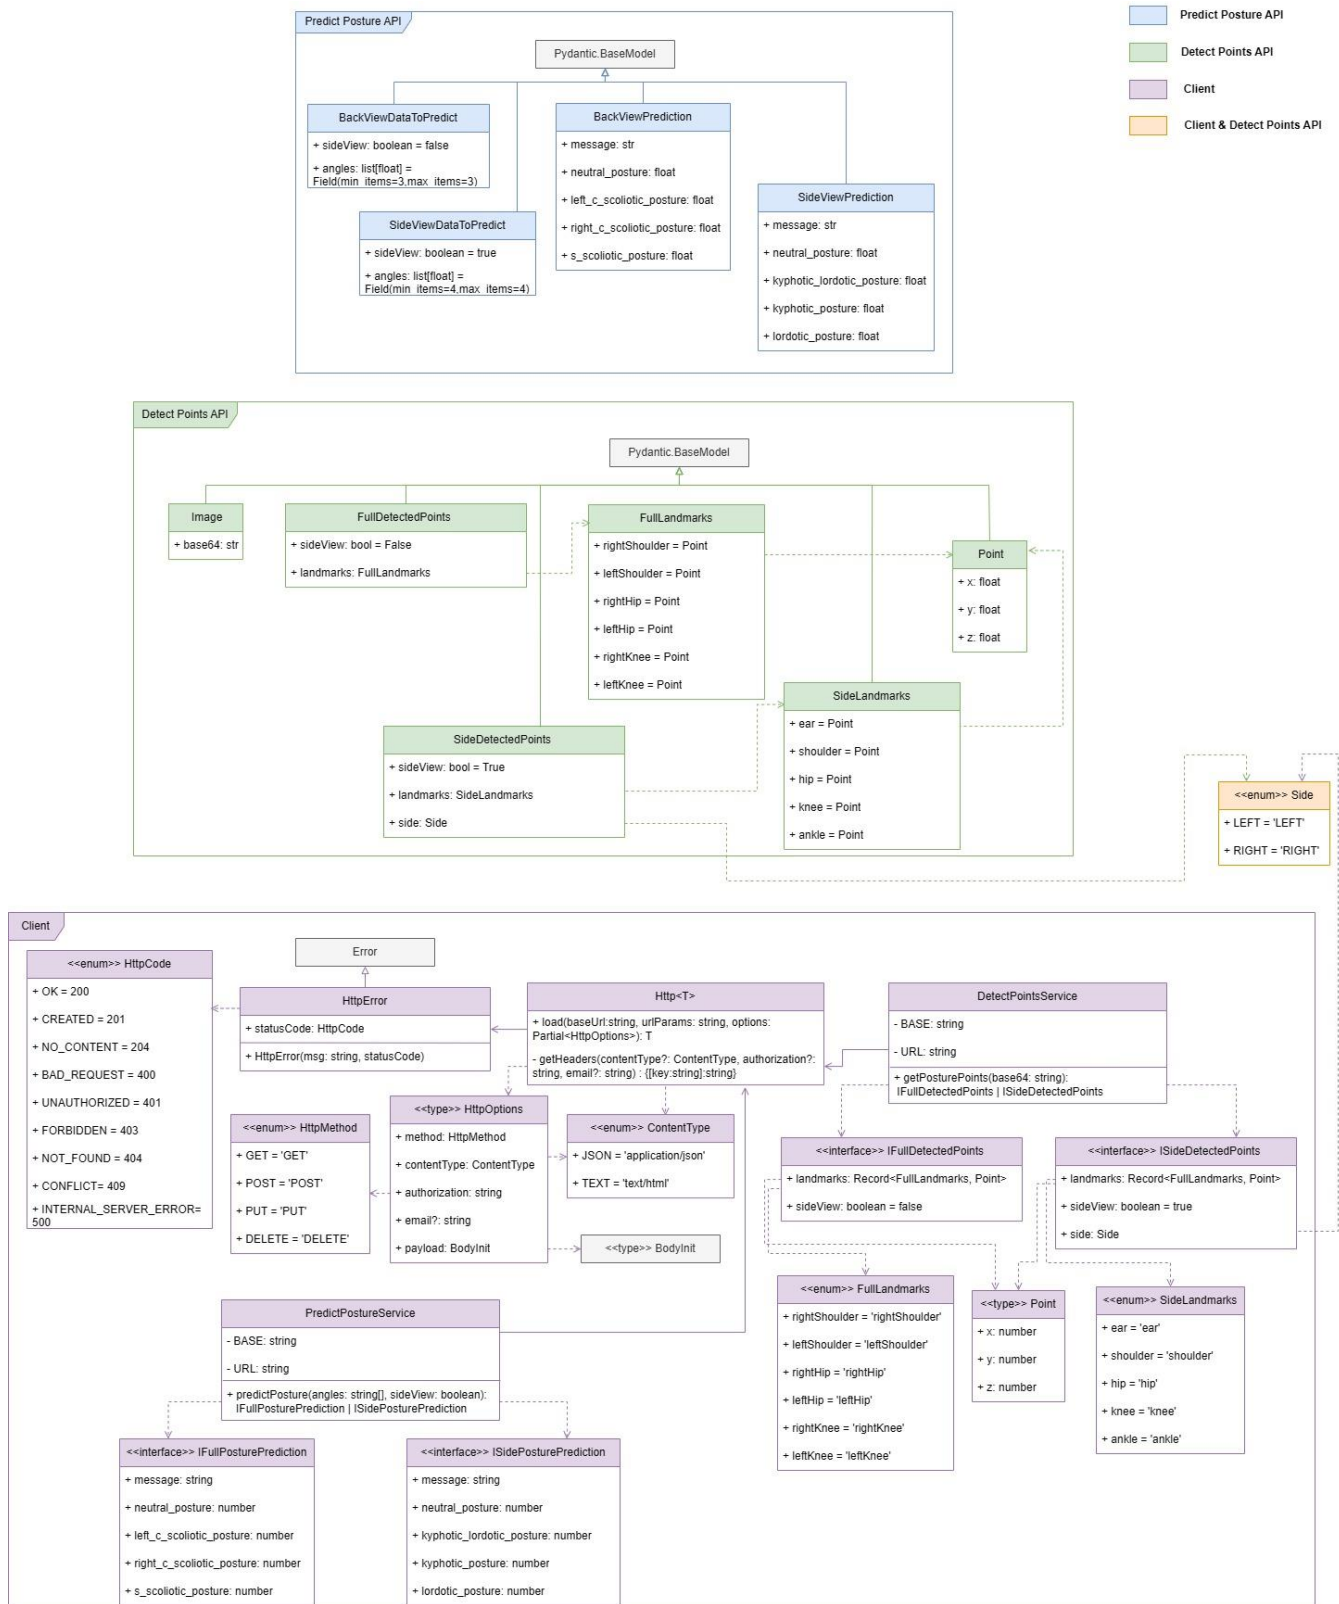 Predict Posture API
Pydantic.BaseModel
BackViewDataToPredict
+ sideView: boolean = false
+ angles: list[float] =
Field(min_items=3,max_items=3)
SideViewDataToPredict
+ sideView: boolean = true
+ angles: list[float] =
Field(min_items=4,max_items=4)
BackViewPrediction
+ message: str
+ neutral_posture: float
+ left_c_scoliotic_posture: float
+ right_c_scoliotic_posture: float
+ s_scoliotic_posture: float
SideViewPrediction
+ message: str
+ neutral_posture: float
+ kyphotic_lordotic_posture: float
+ kyphotic_posture: float
+ lordotic_posture: float
Predict Posture API
Detect Points API
Client
Client & Detect Points API
Detect Points API
Pydantic.BaseModel
Image
+ base64: str
FullDetectedPoints
+ sideView: bool = False
+ landmarks: FullLandmarks
FullLandmarks
+ rightShoulder = Point
+ leftShoulder = Point
+ rightHip = Point
+ leftHip = Point
+ rightKnee = Point
+ leftKnee = Point
Point
+ x: float
+ y: float
+ z: float
SideDetectedPoints
+ sideView: bool = True
+ landmarks: SideLandmarks
+ side: Side
SideLandmarks
+ ear = Point
+ shoulder = Point
+ hip = Point
+ knee = Point
+ ankle = Point
<<enum>> Side
+ LEFT = 'LEFT'
+ RIGHT = 'RIGHT'
Client
<<enum>> HttpCode
+ OK = 200
+ CREATED = 201
+ NO_CONTENT = 204
+ BAD_REQUEST = 400
+ UNAUTHORIZED = 401
+ FORBIDDEN = 403
+ NOT_FOUND = 404
+ CONFLICT= 409
+ INTERNAL_SERVER_ERROR=
500
Error
HttpError
+ statusCode: HttpCode
+ HttpError(msg: string, statusCode)
Http<T>
+ load(baseUrl:string, urlParams: string, options:
Partial<HttpOptions>): T
- getHeaders(contentType?: ContentType, authorization?:
string, email?: string) : {[key:string]:string}
DetectPointsService
- BASE: string
- URL: string
+ getPosturePoints(base64: string):
IFullDetectedPoints | ISideDetectedPoints
<<enum>> HttpMethod
+ GET = 'GET'
+ POST = 'POST'
+ PUT = 'PUT'
+ DELETE = 'DELETE'
<<type>> HttpOptions
+ method: HttpMethod
+ contentType: ContentType
+ authorization: string
+ email?: string
+ payload: BodyInit
<<enum>> ContentType
+ JSON = 'application/json'
+ TEXT = 'text/html'
<<type>> BodyInit
<<interface>> IFullDetectedPoints
+ landmarks: Record<FullLandmarks, Point>
+ sideView: boolean = false
<<interface>> ISideDetectedPoints
+ landmarks: Record<FullLandmarks, Point>
+ sideView: boolean = true
+ side: Side
<<enum>> FullLandmarks
+ rightShoulder = 'rightShoulder'
+ leftShoulder = 'leftShoulder'
+ rightHip = 'rightHip'
+ leftHip = 'leftHip'
+ rightKnee = 'rightKnee'
+ leftKnee = 'leftKnee'
<<type>> Point
+ x: number
+ y: number
+ z: number
<<enum>> SideLandmarks
+ ear = 'ear'
+ shoulder = 'shoulder'
+ hip = 'hip'
+ knee = 'knee'
+ ankle = 'ankle'
PredictPostureService
- BASE: string
- URL: string
+ predictPosture(angles: string[], sideView: boolean):
IFullPosturePrediction | ISidePosturePrediction
<<interface>> IFullPosturePrediction
+ message: string
+ neutral_posture: number
+ left_c_scoliotic_posture: number
+ right_c_scoliotic_posture: number
+ s_scoliotic_posture: number
<<interface>> ISidePosturePrediction
+ message: string
+ neutral_posture: number
+ kyphotic_lordotic_posture: number
+ kyphotic_posture: number
+ lordotic_posture: number